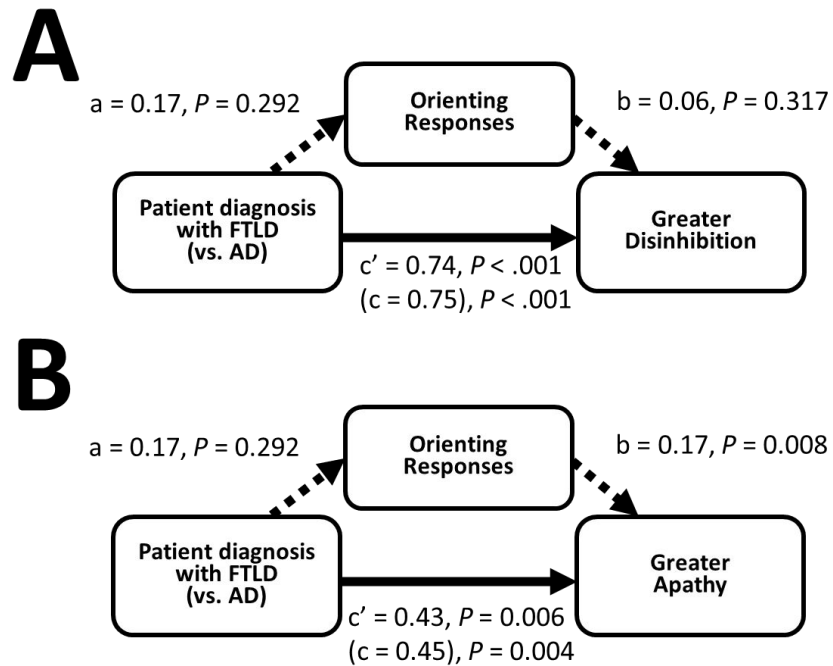 A
a = 0.17, P = 0.292
Orienting
Responses
b = 0.06, P = 0.317
Patient diagnosis
with FTLD
(vs. AD)
Greater
Disinhibition
c’ = 0.74, P < .001
(c = 0.75), P < .001
B
a = 0.17, P = 0.292
Orienting
Responses
b = 0.17, P = 0.008
Patient diagnosis
with FTLD
(vs. AD)
Greater
Apathy
c’ = 0.43, P = 0.006
(c = 0.45), P = 0.004